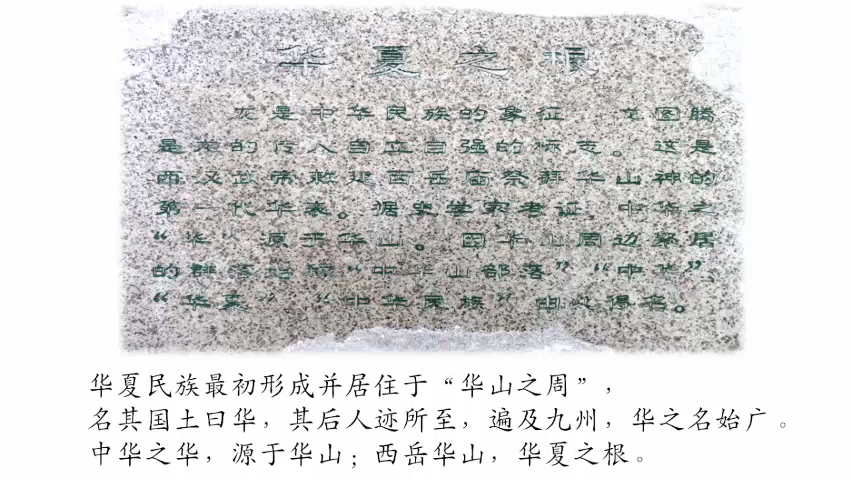 华夏之根
龙是中华民族的象征 龙图腾
是龙的传人自立自强的标志。这是
西汉武帝敕建西岳庙祭拜华山神的
第一代华表。据史学家考证，中华之
“华”源于华山。因华山周边聚居
的群落始称“中华山部落”“中华”、
“华夏”、“中华民族”由此得名。
华夏民族最初形成并居住于“华山之周”，
名其国土曰华，其后人迹所至，遍及九州，华之名始广。
中华之华，源于华山；西岳华山，华夏之根。